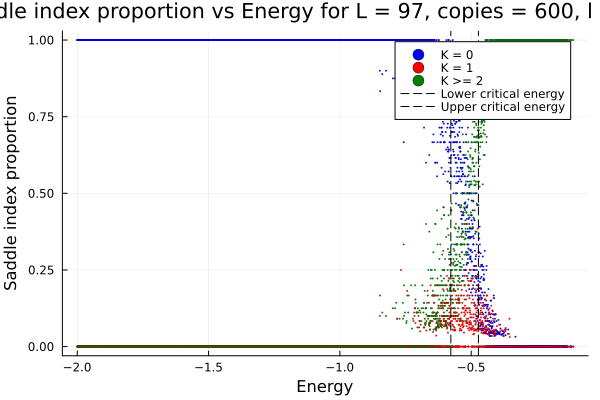 dle index proportion vs Energy for L = 97, copies = 600,
1.00
0.75
0.50
0.25
0.00
Saddle index proportion
K = 0
K = 1
K >= 2
Lower critical energy
Upper critical energy
−2.0 −1.5 −1.0 −0.5
Energy